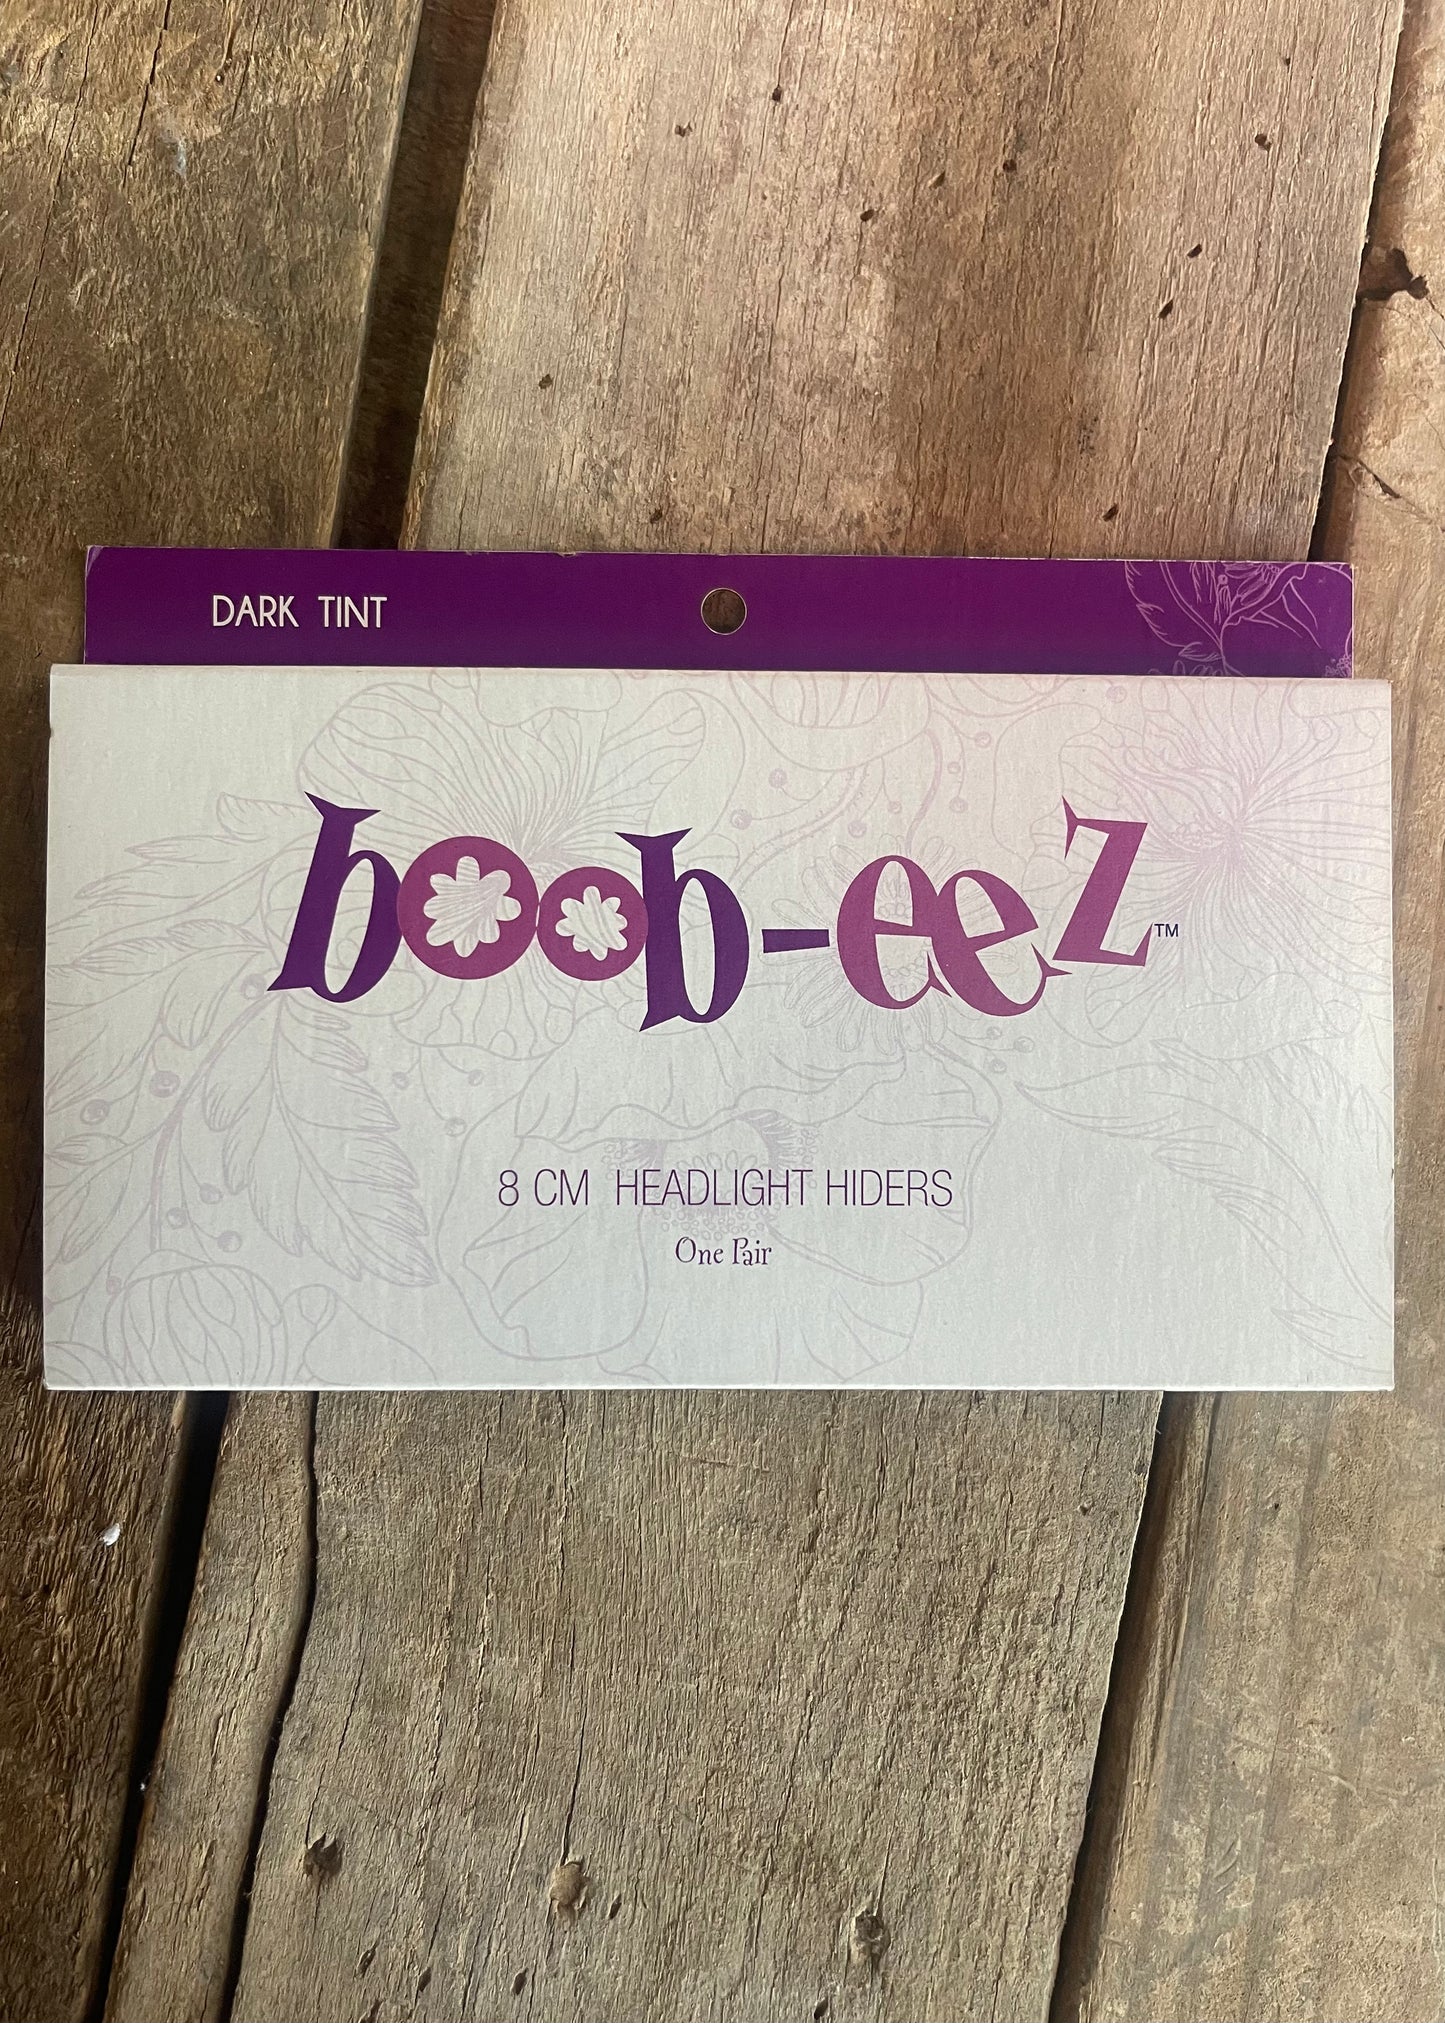 DARK TINT
boob-eez™
8 CM HEADLIGHT HIDERS
One Pair